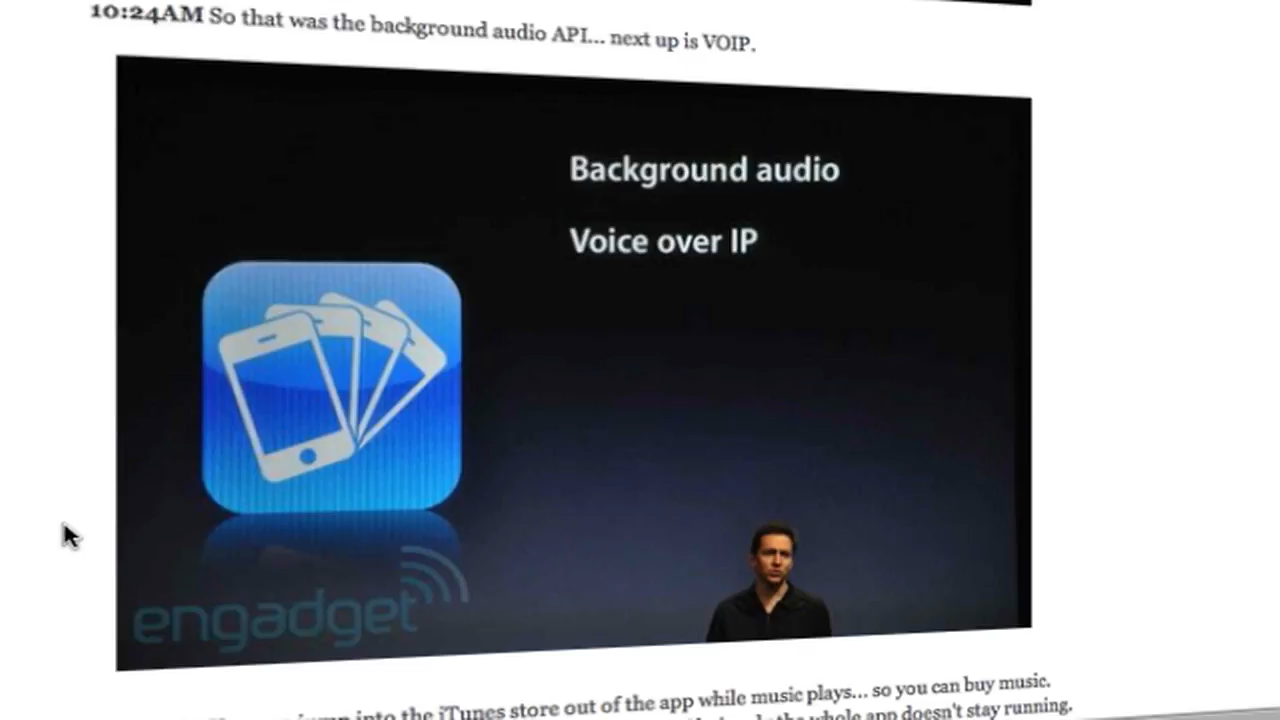 10:24AM So that was the background audio API... next up is VOIP.
Background audio
Voice over IP
engadget
into the iTunes store out of the app while music plays... so you can buy music.
the whole app doesn't stay running.